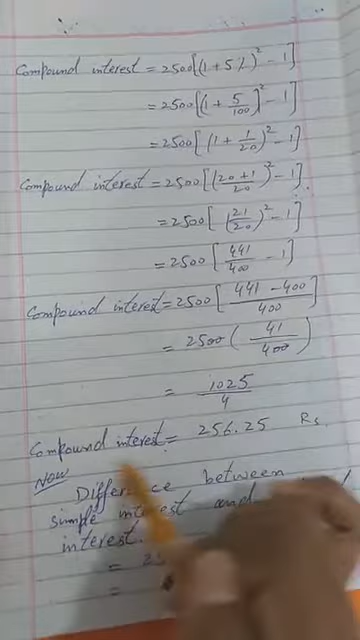 Compound interest = 2500[(1 + 5%)² - 1]
= 2500[(1 + 5/100)² - 1]
= 2500[(1 + 1/20)² - 1]
Compound interest = 2500[(20+1/20)² - 1]
= 2500[(21/20)² - 1]
= 2500[441/400 - 1]
Compound interest = 2500[441 - 400/400]
= 2500(41/400)
= 1025/4
Compound interest = 256.25 Rs
Now
Difference between
simple interest and
interest.
=
=